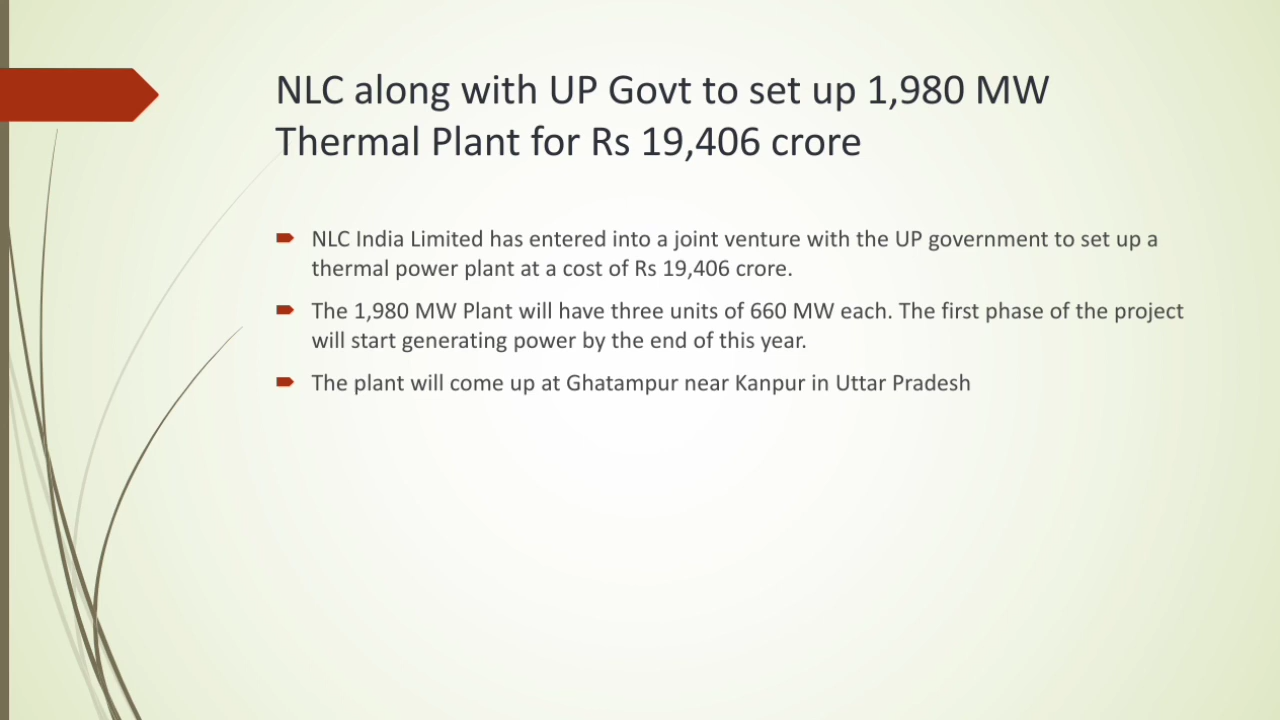 NLC along with UP Govt to set up 1,980 MW
Thermal Plant for Rs 19,406 crore
NLC India Limited has entered into a joint venture with the UP government to set up a
thermal power plant at a cost of Rs 19,406 crore.
The 1,980 MW Plant will have three units of 660 MW each. The first phase of the project
will start generating power by the end of this year.
The plant will come up at Ghatampur near Kanpur in Uttar Pradesh